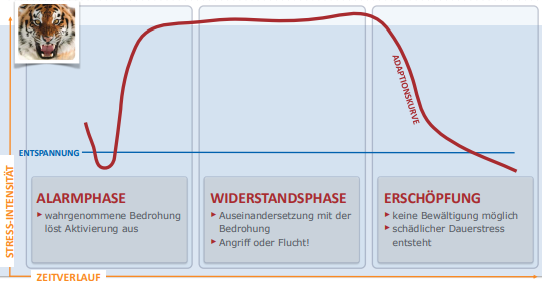 ADAPTIONSKURVE
ENTSPANNUNG
STRESS-INTENSITÄT
ALARMPHASE
wahrgenommene Bedrohung
löst Aktivierung aus
WIDERSTANDSPHASE
Auseinandersetzung mit der
Bedrohung
Angriff oder Flucht!
ERSCHÖPFUNG
keine Bewältigung möglich
schädlicher Dauerstress
entsteht
ZEITVERLAUF